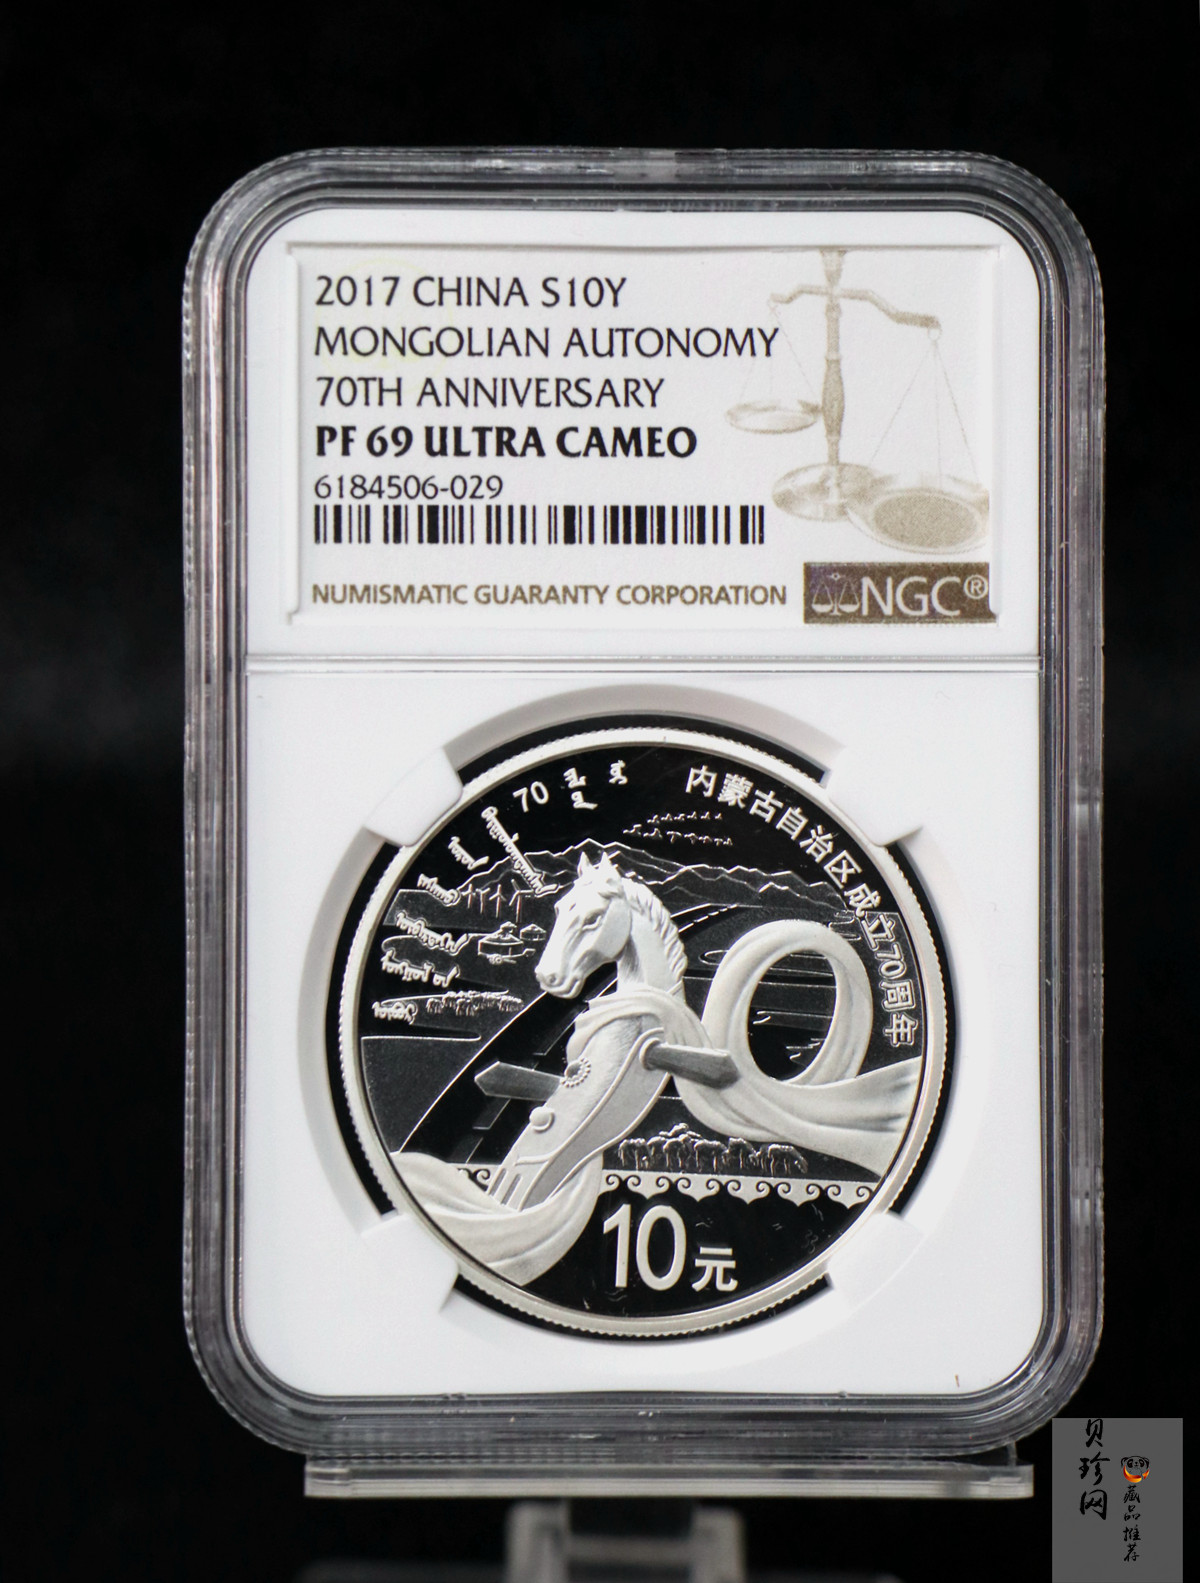 2017 CHINA S10Y
MONGOLIAN AUTONOMY
70TH ANNIVERSARY
PF 69 ULTRA CAMEO
6184506-029
NUMISMATIC GUARANTY CORPORATION
NGC®
70
内蒙古自治区成立70周年
10元
贝珍网
藏品推荐